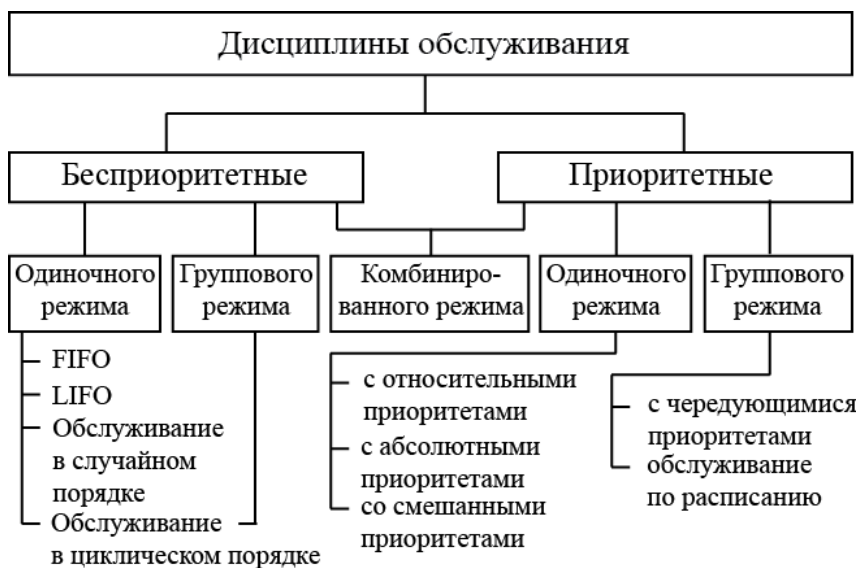 Дисциплины обслуживания
Бесприоритетные
Приоритетные
Одиночного
режима
Группового
режима
Комбиниро-
ванного режима
Одиночного
режима
Группового
режима
FIFO
LIFO
Обслуживание
в случайном
порядке
Обслуживание
в циклическом порядке
с относительными
приоритетами
с абсолютными
приоритетами
со смешанными
приоритетами
с чередующимися
приоритетами
обслуживание
по расписанию